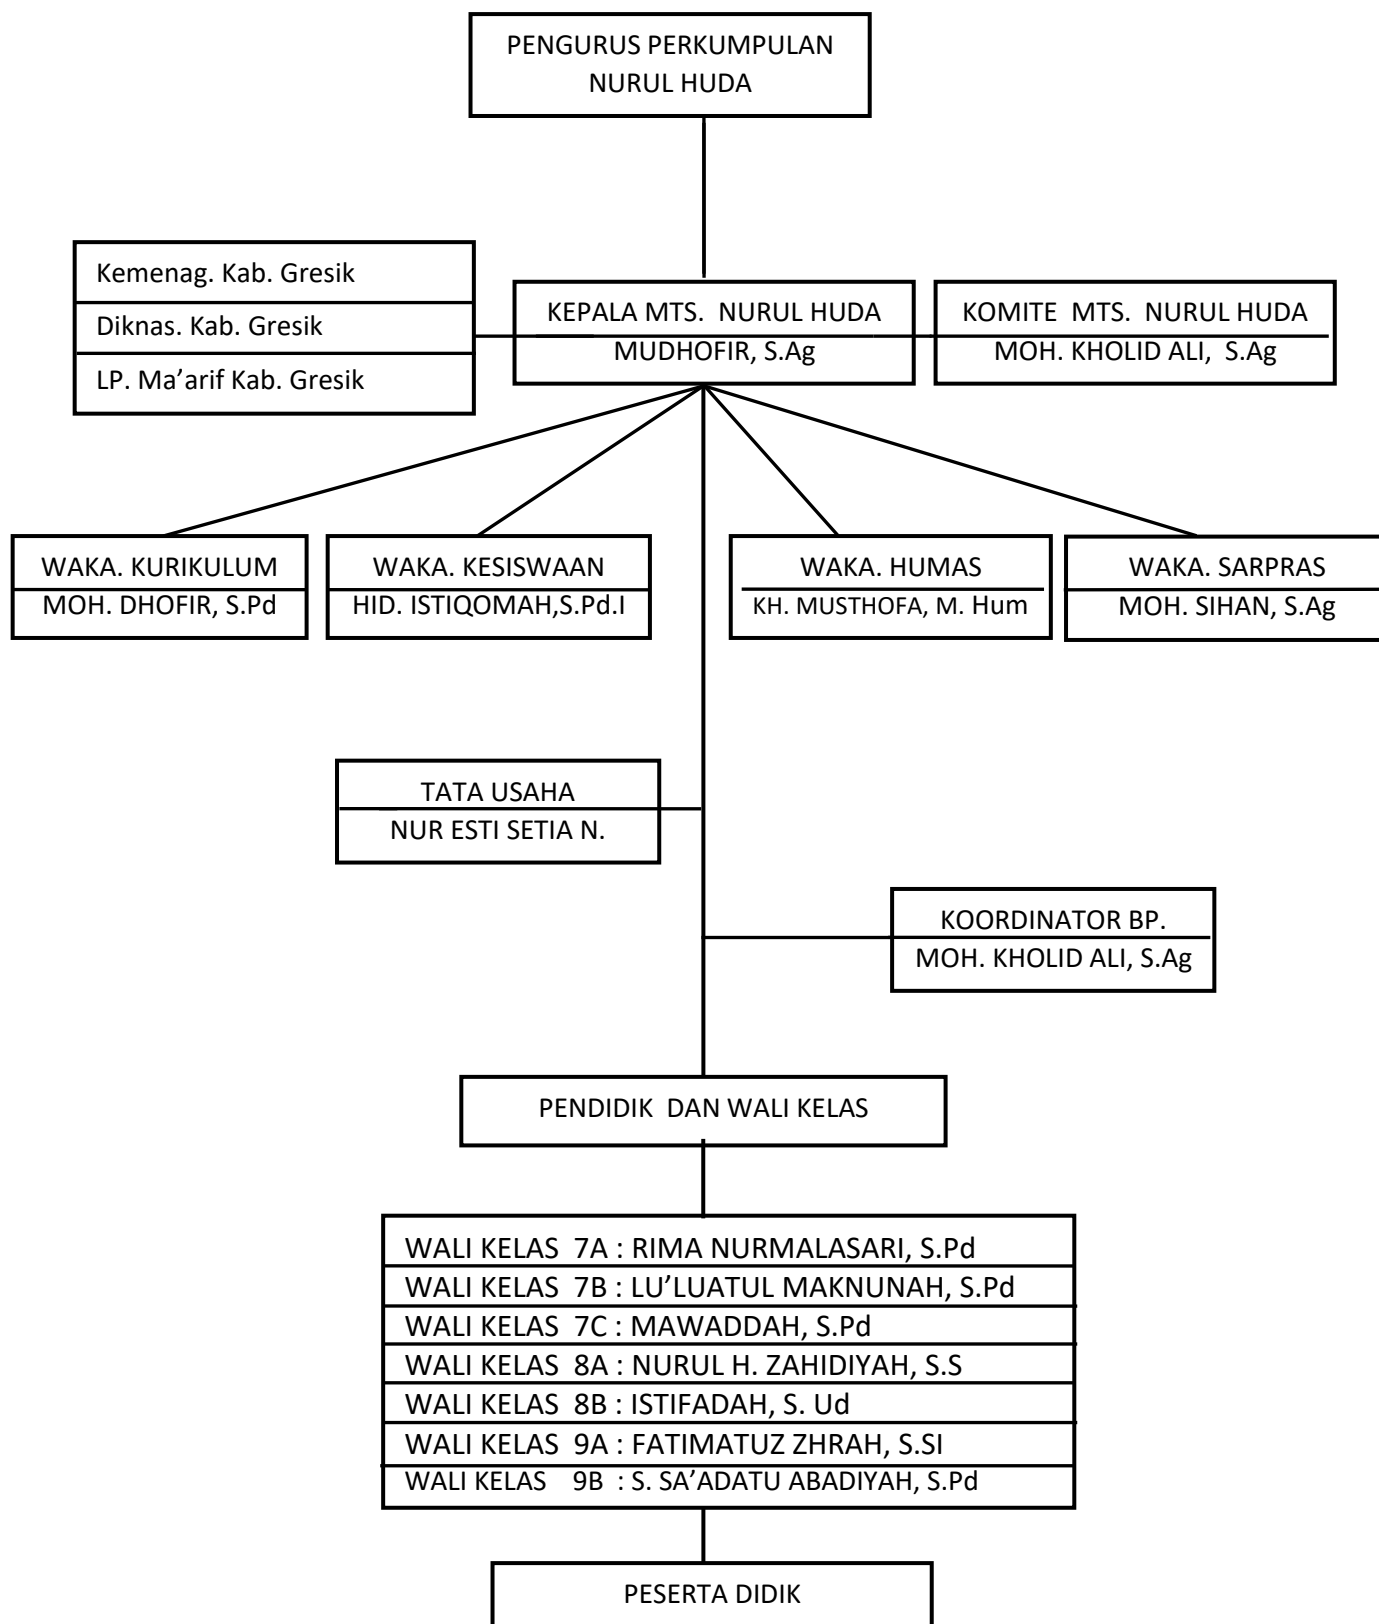 PENGURUS PERKUMPULAN
NURUL HUDA
Kemenag. Kab. Gresik
Diknas. Kab. Gresik
LP. Ma’arif Kab. Gresik
KEPALA MTS. NURUL HUDA
MUDHOFIR, S.Ag
KOMITE MTS. NURUL HUDA
MOH. KHOLID ALI, S.Ag
WAKA. KURIKULUM
MOH. DHOFIR, S.Pd
WAKA. KESISWAAN
HID. ISTIQOMAH,S.Pd.I
WAKA. HUMAS
KH. MUSTHOFA, M. Hum
WAKA. SARPRAS
MOH. SIHAN, S.Ag
TATA USAHA
NUR ESTI SETIA N.
KOORDINATOR BP.
MOH. KHOLID ALI, S.Ag
PENDIDIK DAN WALI KELAS
WALI KELAS 7A : RIMA NURMALASARI, S.Pd
WALI KELAS 7B : LU’LUATUL MAKNUNAH, S.Pd
WALI KELAS 7C : MAWADDAH, S.Pd
WALI KELAS 8A : NURUL H. ZAHIDIYAH, S.S
WALI KELAS 8B : ISTIFADAH, S. Ud
WALI KELAS 9A : FATIMATUZ ZHRAH, S.SI
WALI KELAS 9B : S. SA’ADATU ABADIYAH, S.Pd
PESERTA DIDIK